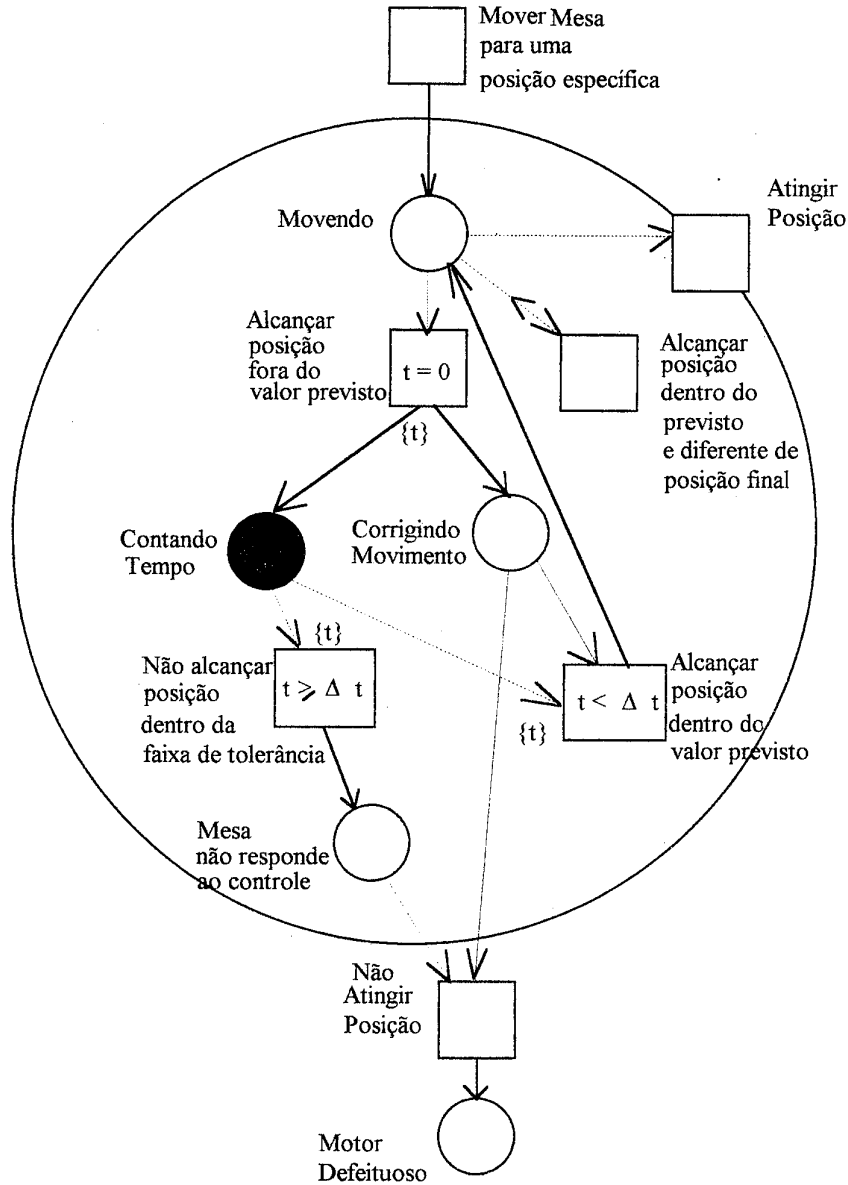 Mover Mesa
para uma
posição específica
Atingir
Posição
Movendo
Alcançar
posição
fora do
valor previsto
t = 0
{t}
Alcançar
posição
dentro do
previsto
e diferente de
posição final
Contando
Tempo
Corrigindo
Movimento
{t}
Não alcançar
posição
dentro da
faixa de tolerância
t ≥ Δ t
t < Δ t
{t}
Alcançar
posição
dentro do
valor previsto
Mesa
não responde
ao controle
Não
Atingir
Posição
Motor
Defeituoso